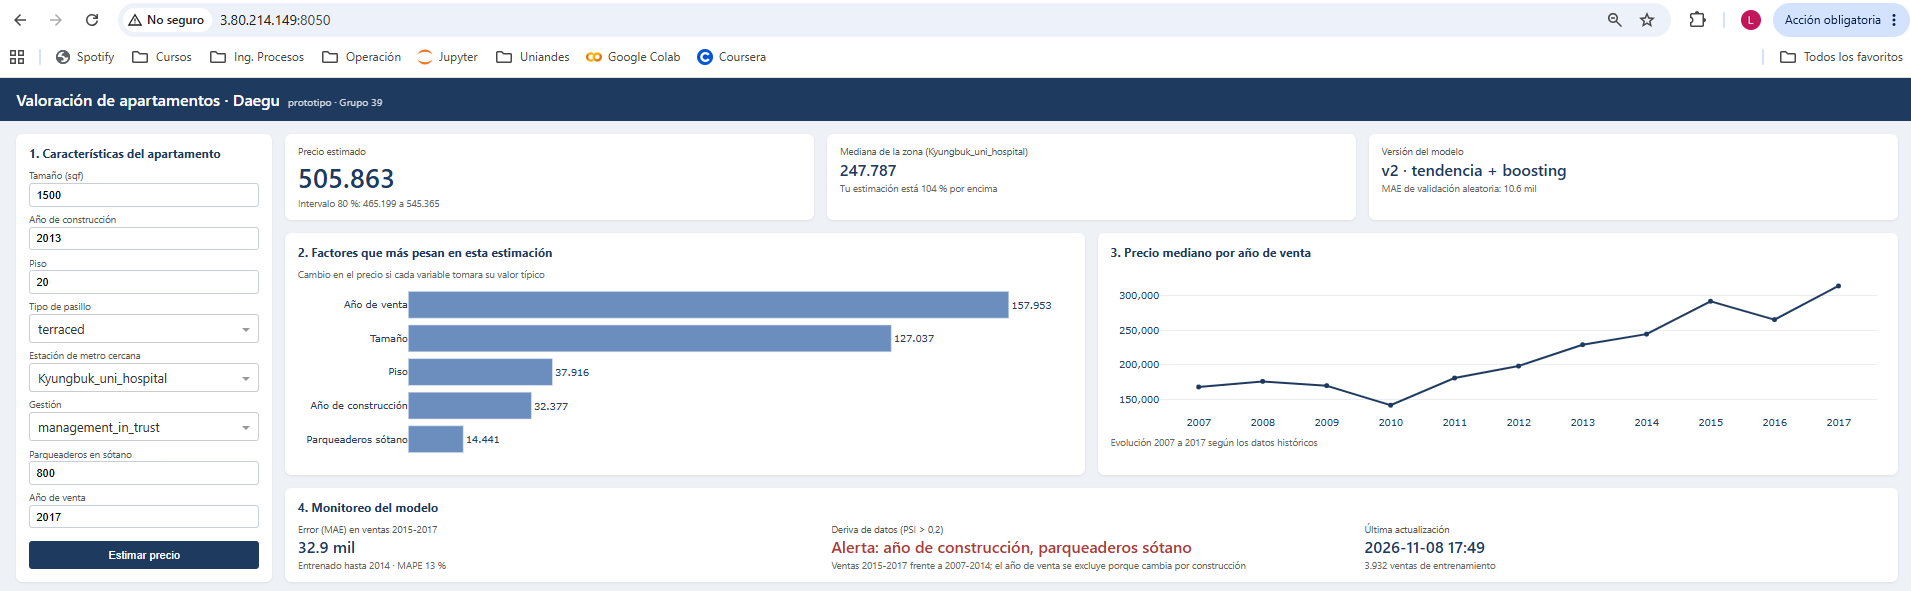 No seguro
3.80.214.149:8050
Acción obligatoria
Spotify
Cursos
Ing. Procesos
Operación
Jupyter
Uniandes
Google Colab
Coursera
Todos los favoritos
Valoración de apartamentos · Daegu prototipo · Grupo 39
1. Características del apartamento
Tamaño (sqf)
1500
Año de construcción
2013
Piso
20
Tipo de pasillo
terraced
Estación de metro cercana
Kyungbuk_uni_hospital
Gestión
management_in_trust
Parqueaderos en sótano
800
Año de venta
2017
Estimar precio
Precio estimado
505.863
Intervalo 80 %: 465.199 a 545.365
Mediana de la zona (Kyungbuk_uni_hospital)
247.787
Tu estimación está 104 % por encima
Versión del modelo
v2 · tendencia + boosting
MAE de validación aleatoria: 10.6 mil
2. Factores que más pesan en esta estimación
Cambio en el precio si cada variable tomara su valor típico
Año de venta 157.953
Tamaño 127.037
Piso 37.916
Año de construcción 32.377
Parqueaderos sótano 14.441
3. Precio mediano por año de venta
300,000
250,000
200,000
150,000
2007 2008 2009 2010 2011 2012 2013 2014 2015 2016 2017
Evolución 2007 a 2017 según los datos históricos
4. Monitoreo del modelo
Error (MAE) en ventas 2015-2017
32.9 mil
Entrenado hasta 2014 · MAPE 13 %
Deriva de datos (PSI > 0,2)
Alerta: año de construcción, parqueaderos sótano
Ventas 2015-2017 frente a 2007-2014; el año de venta se excluye porque cambia por construcción
Última actualización
2026-11-08 17:49
3.932 ventas de entrenamiento
L